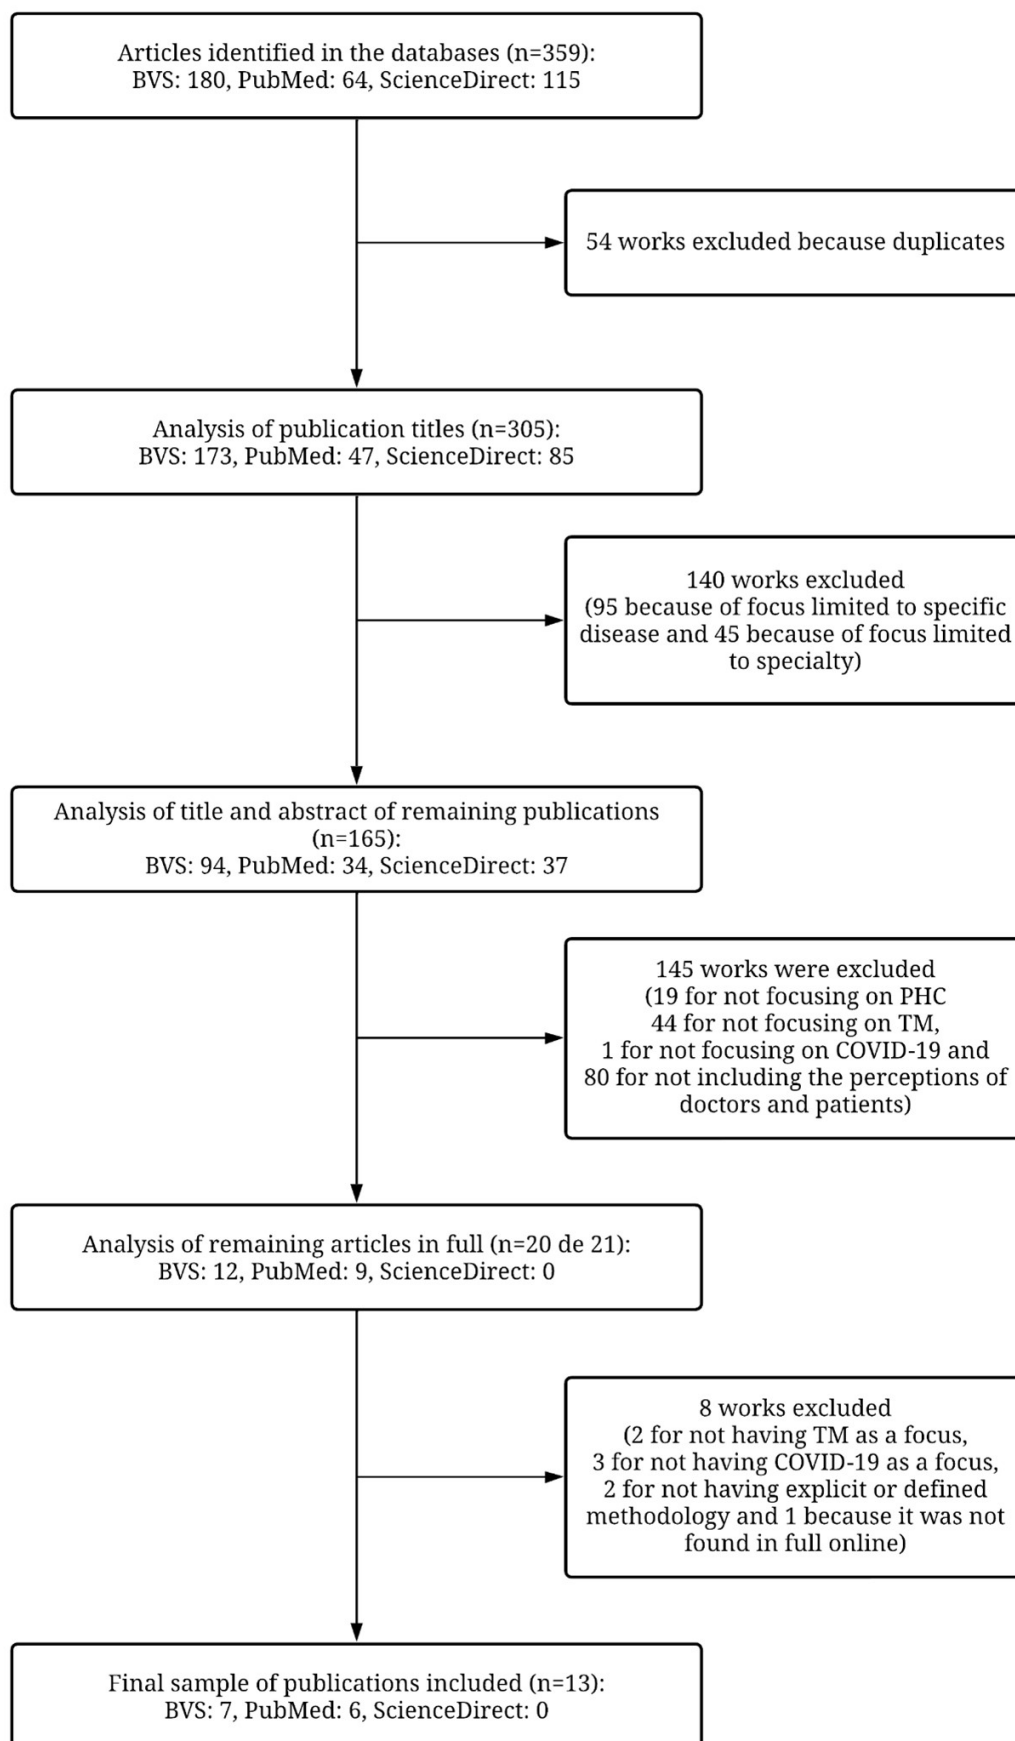 Articles identified in the databases (n=359):
BVS: 180, PubMed: 64, ScienceDirect: 115
54 works excluded because duplicates
Analysis of publication titles (n=305):
BVS: 173, PubMed: 47, ScienceDirect: 85
140 works excluded
(95 because of focus limited to specific
disease and 45 because of focus limited
to specialty)
Analysis of title and abstract of remaining publications
(n=165):
BVS: 94, PubMed: 34, ScienceDirect: 37
145 works were excluded
(19 for not focusing on PHC
44 for not focusing on TM,
1 for not focusing on COVID-19 and
80 for not including the perceptions of
doctors and patients)
Analysis of remaining articles in full (n=20 de 21):
BVS: 12, PubMed: 9, ScienceDirect: 0
8 works excluded
(2 for not having TM as a focus,
3 for not having COVID-19 as a focus,
2 for not having explicit or defined
methodology and 1 because it was not
found in full online)
Final sample of publications included (n=13):
BVS: 7, PubMed: 6, ScienceDirect: 0